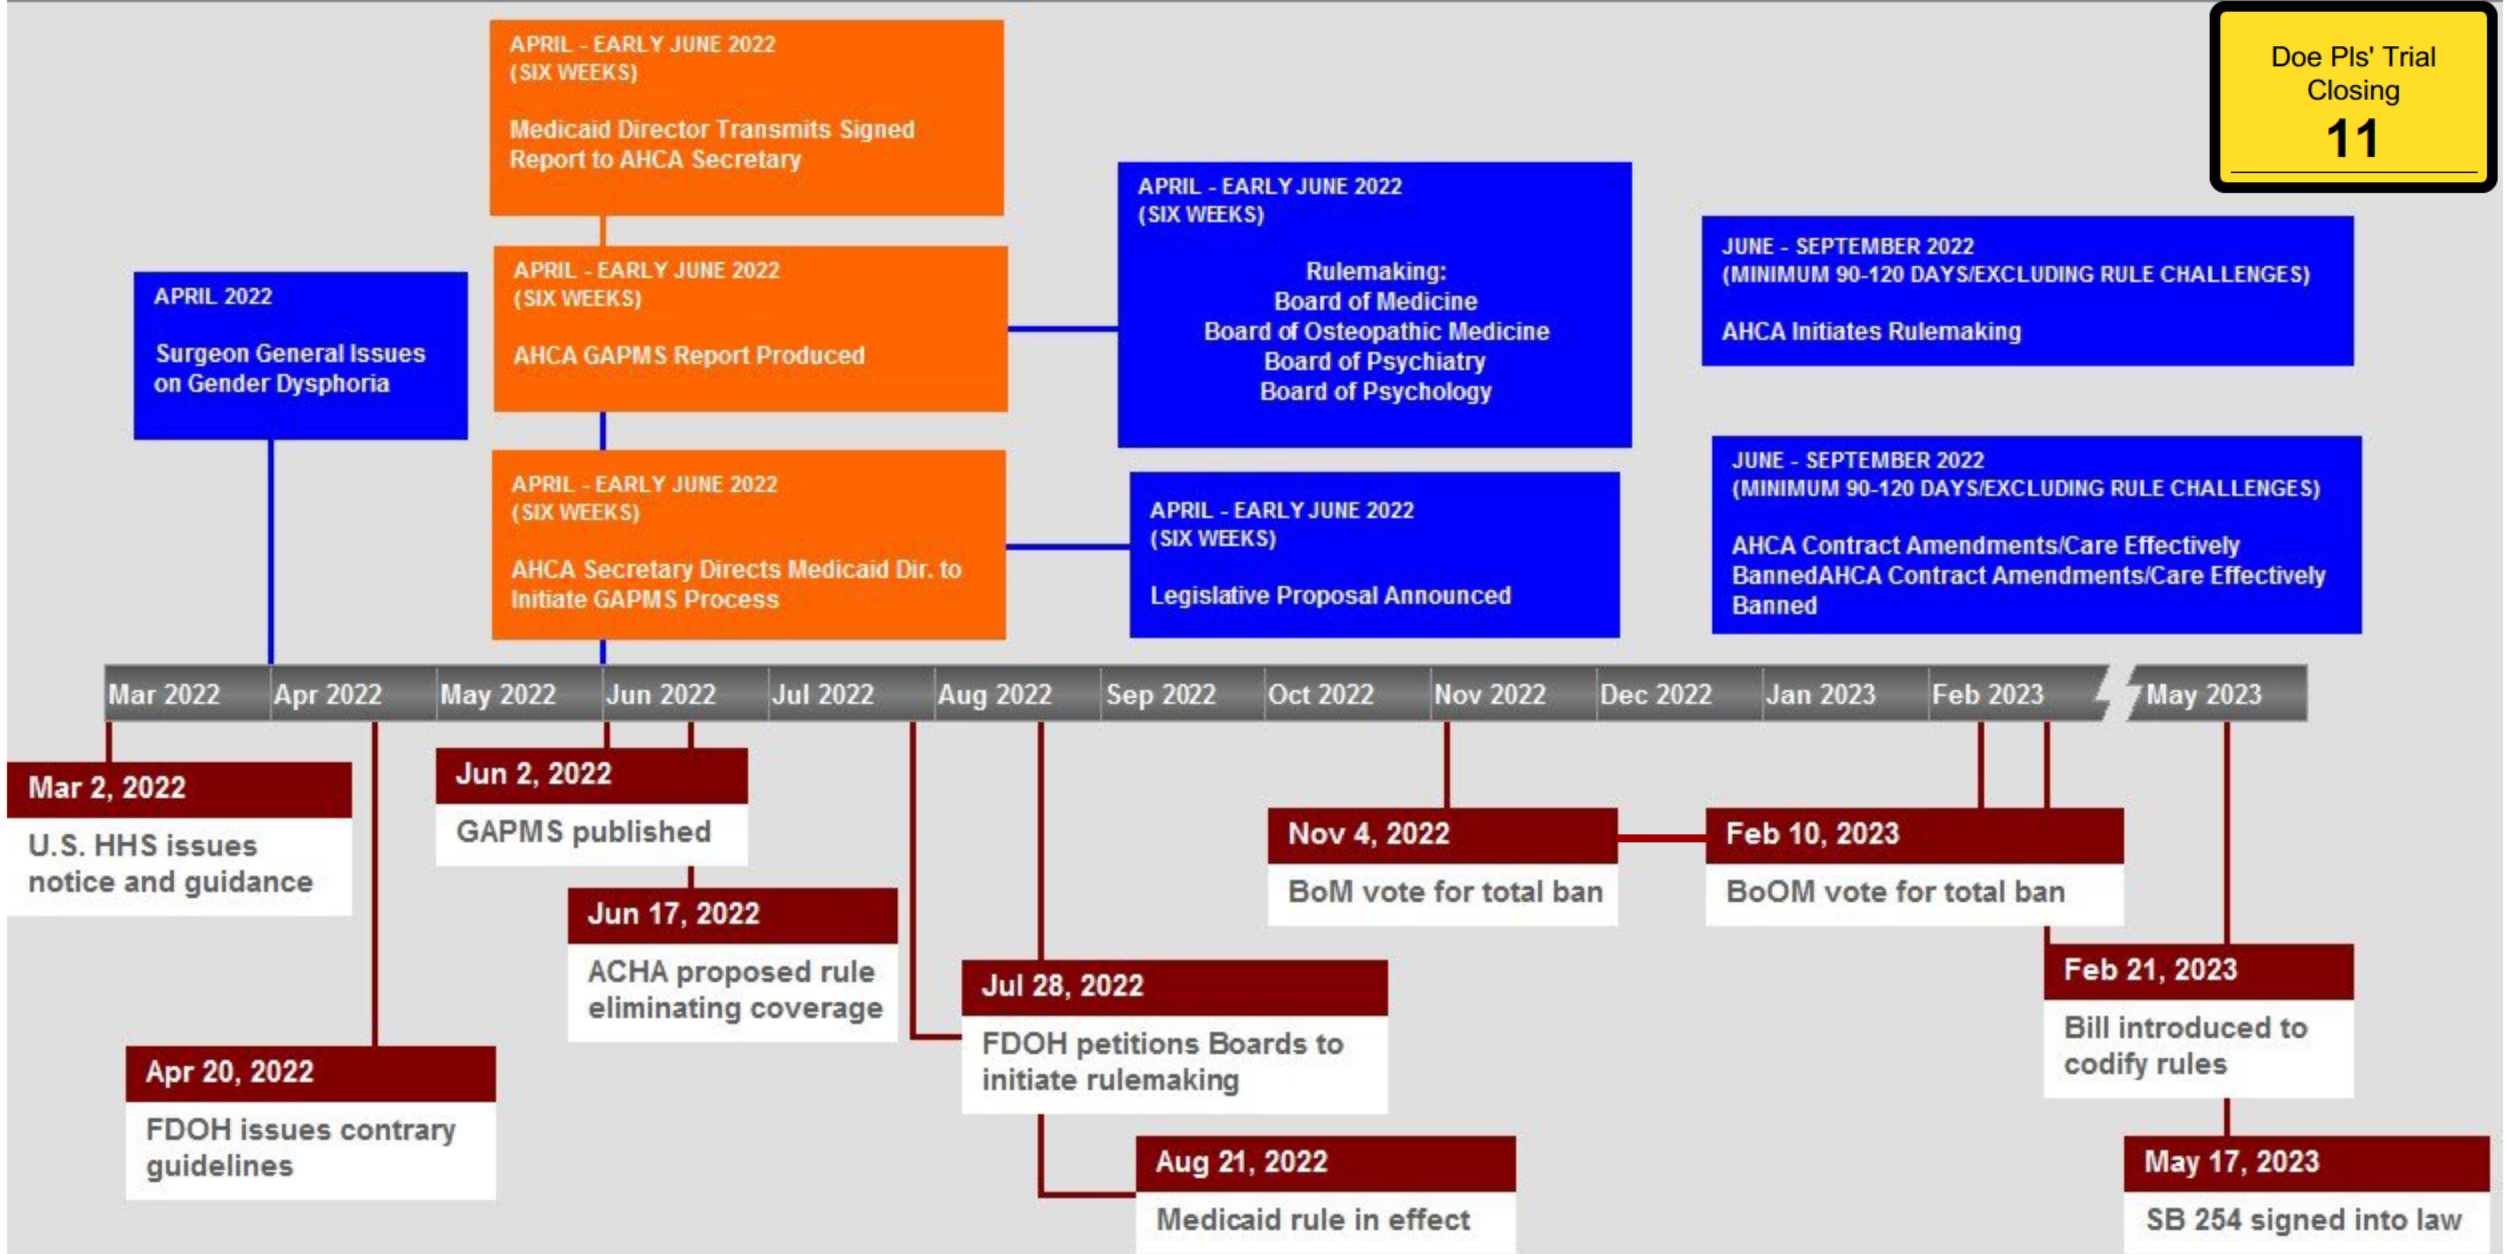 Doe Pls' Trial
Closing
11
APRIL - EARLY JUNE 2022
(SIX WEEKS)
Medicaid Director Transmits Signed
Report to AHCA Secretary
APRIL 2022
Surgeon General Issues
on Gender Dysphoria
APRIL - EARLY JUNE 2022
(SIX WEEKS)
AHCA GAPMS Report Produced
APRIL - EARLY JUNE 2022
(SIX WEEKS)
AHCA Secretary Directs Medicaid Dir. to
Initiate GAPMS Process
APRIL - EARLY JUNE 2022
(SIX WEEKS)
Rulemaking:
Board of Medicine
Board of Osteopathic Medicine
Board of Psychiatry
Board of Psychology
APRIL - EARLY JUNE 2022
(SIX WEEKS)
Legislative Proposal Announced
JUNE - SEPTEMBER 2022
(MINIMUM 90-120 DAYS/EXCLUDING RULE CHALLENGES)
AHCA Initiates Rulemaking
JUNE - SEPTEMBER 2022
(MINIMUM 90-120 DAYS/EXCLUDING RULE CHALLENGES)
AHCA Contract Amendments/Care Effectively
BannedAHCA Contract Amendments/Care Effectively
Banned
Mar 2022 Apr 2022 May 2022 Jun 2022 Jul 2022 Aug 2022 Sep 2022 Oct 2022 Nov 2022 Dec 2022 Jan 2023 Feb 2023 May 2023
Mar 2, 2022
U.S. HHS issues
notice and guidance
Apr 20, 2022
FDOH issues contrary
guidelines
Jun 2, 2022
GAPMS published
Jun 17, 2022
ACHA proposed rule
eliminating coverage
Jul 28, 2022
FDOH petitions Boards to
initiate rulemaking
Aug 21, 2022
Medicaid rule in effect
Nov 4, 2022
BoM vote for total ban
Feb 10, 2023
BoOM vote for total ban
Feb 21, 2023
Bill introduced to
codify rules
May 17, 2023
SB 254 signed into law